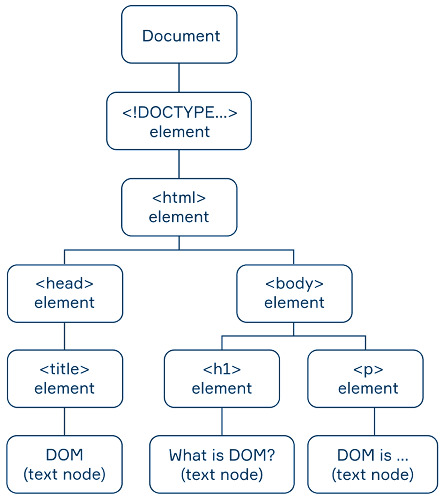 Document
<!DOCTYPE...>
element
<html>
element
<head>
element
<body>
element
<title>
element
<h1>
element
<p>
element
DOM
(text node)
What is DOM?
(text node)
DOM is ...
(text node)